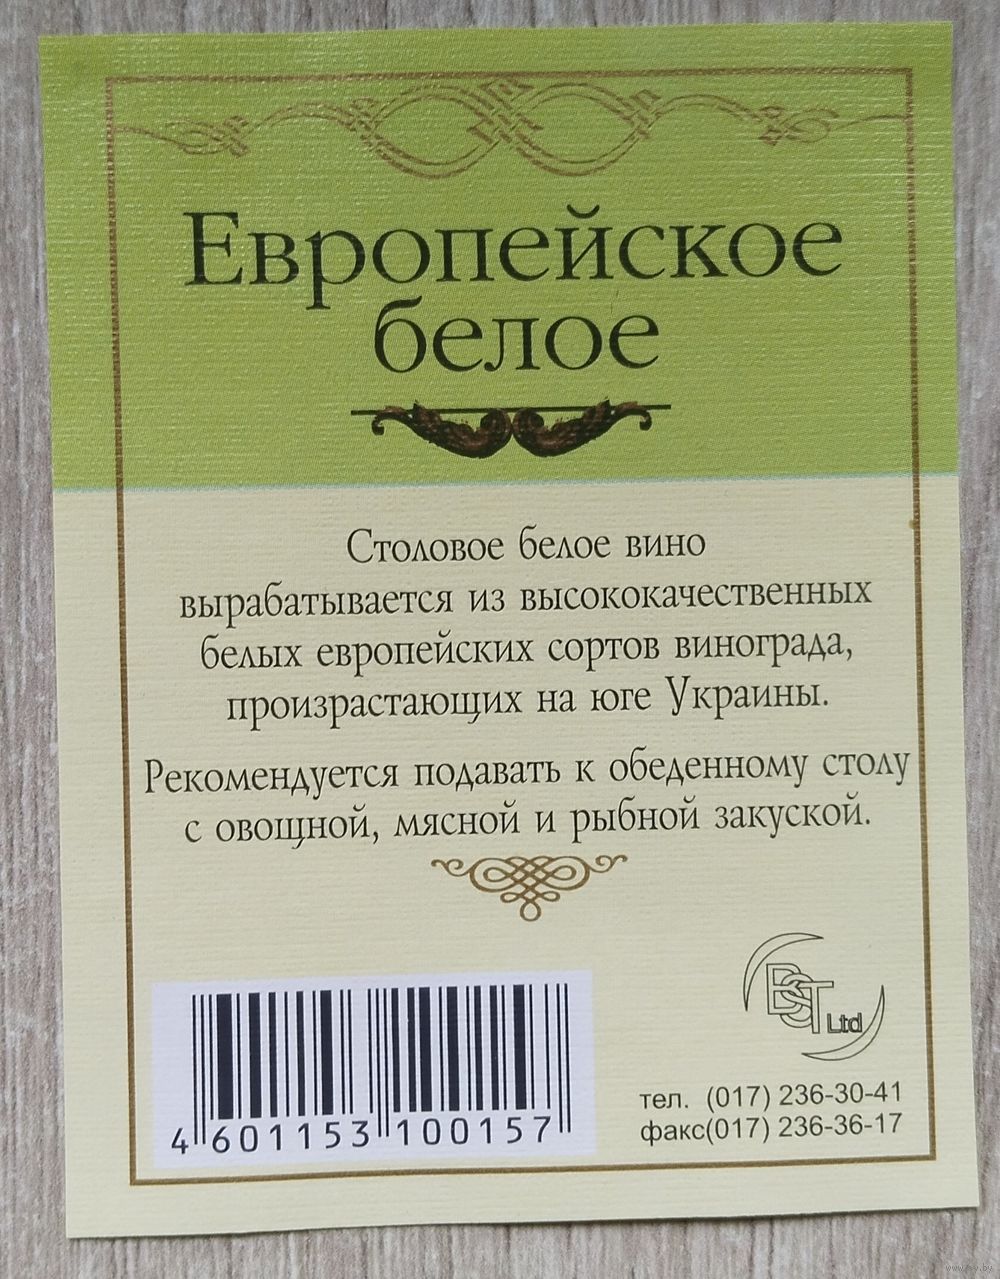 Европейское
белое
Столовое белое вино
вырабатывается из высококачественных
белых европейских сортов винограда,
произрастающих на юге Украины.
Рекомендуется подавать к обеденному столу
с овощной, мясной и рыбной закуской.
BST Ltd
тел. (017) 236-30-41
факс(017) 236-36-17
4 601153 100157